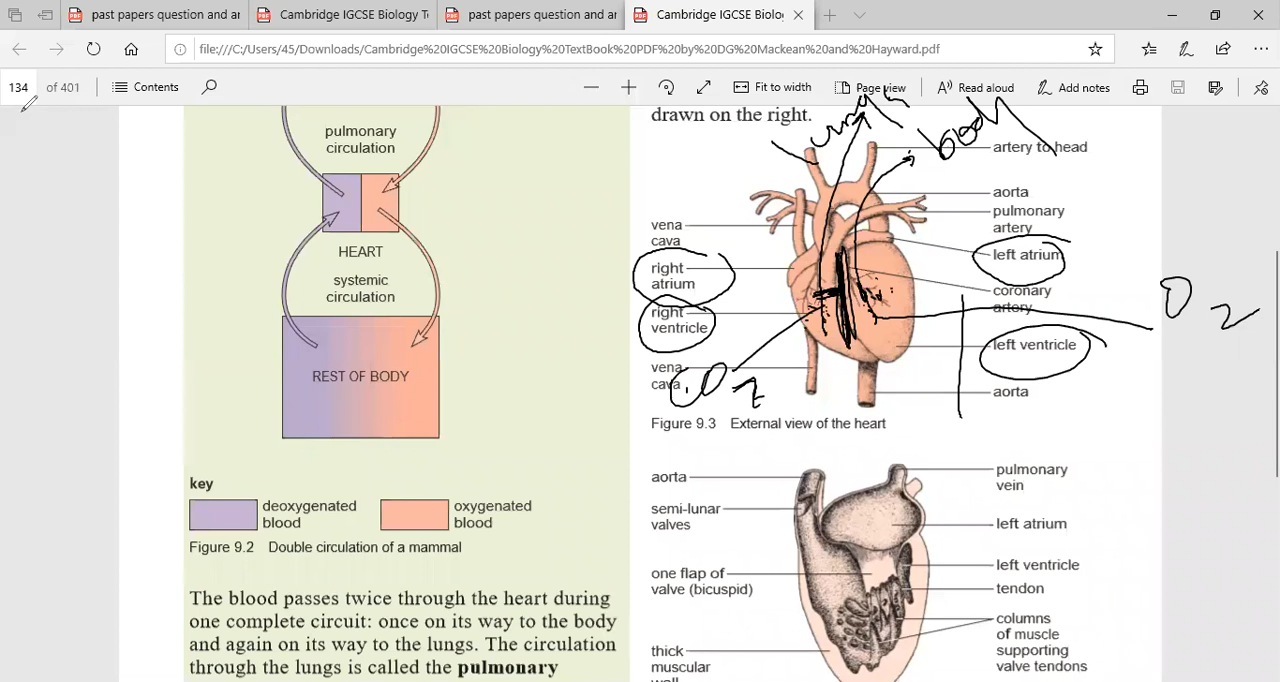 past papers question and ar
Cambridge IGCSE Biology T
past papers question and ar
Cambridge IGCSE Biolo
file:///C:/Users/45/Downloads/Cambridge%20IGCSE%20Biology%20TextBook%20PDF%20by%20DG%20Mackean%20and%20Hayward.pdf
134 of 401
Contents
Fit to width
Page view
Read aloud
Add notes
pulmonary
circulation
HEART
systemic
circulation
REST OF BODY
key
deoxygenated
blood
oxygenated
blood
Figure 9.2 Double circulation of a mammal
The blood passes twice through the heart during
one complete circuit: once on its way to the body
and again on its way to the lungs. The circulation
through the lungs is called the pulmonary
drawn on the right.
body
artery to head
aorta
pulmonary
artery
vena
cava
left atrium
right
atrium
coronary
artery
O2
right
ventricle
left ventricle
vena
cava
CO2
aorta
Figure 9.3 External view of the heart
aorta
pulmonary
vein
semi-lunar
valves
left atrium
one flap of
valve (bicuspid)
left ventricle
tendon
columns
of muscle
supporting
valve tendons
thick
muscular